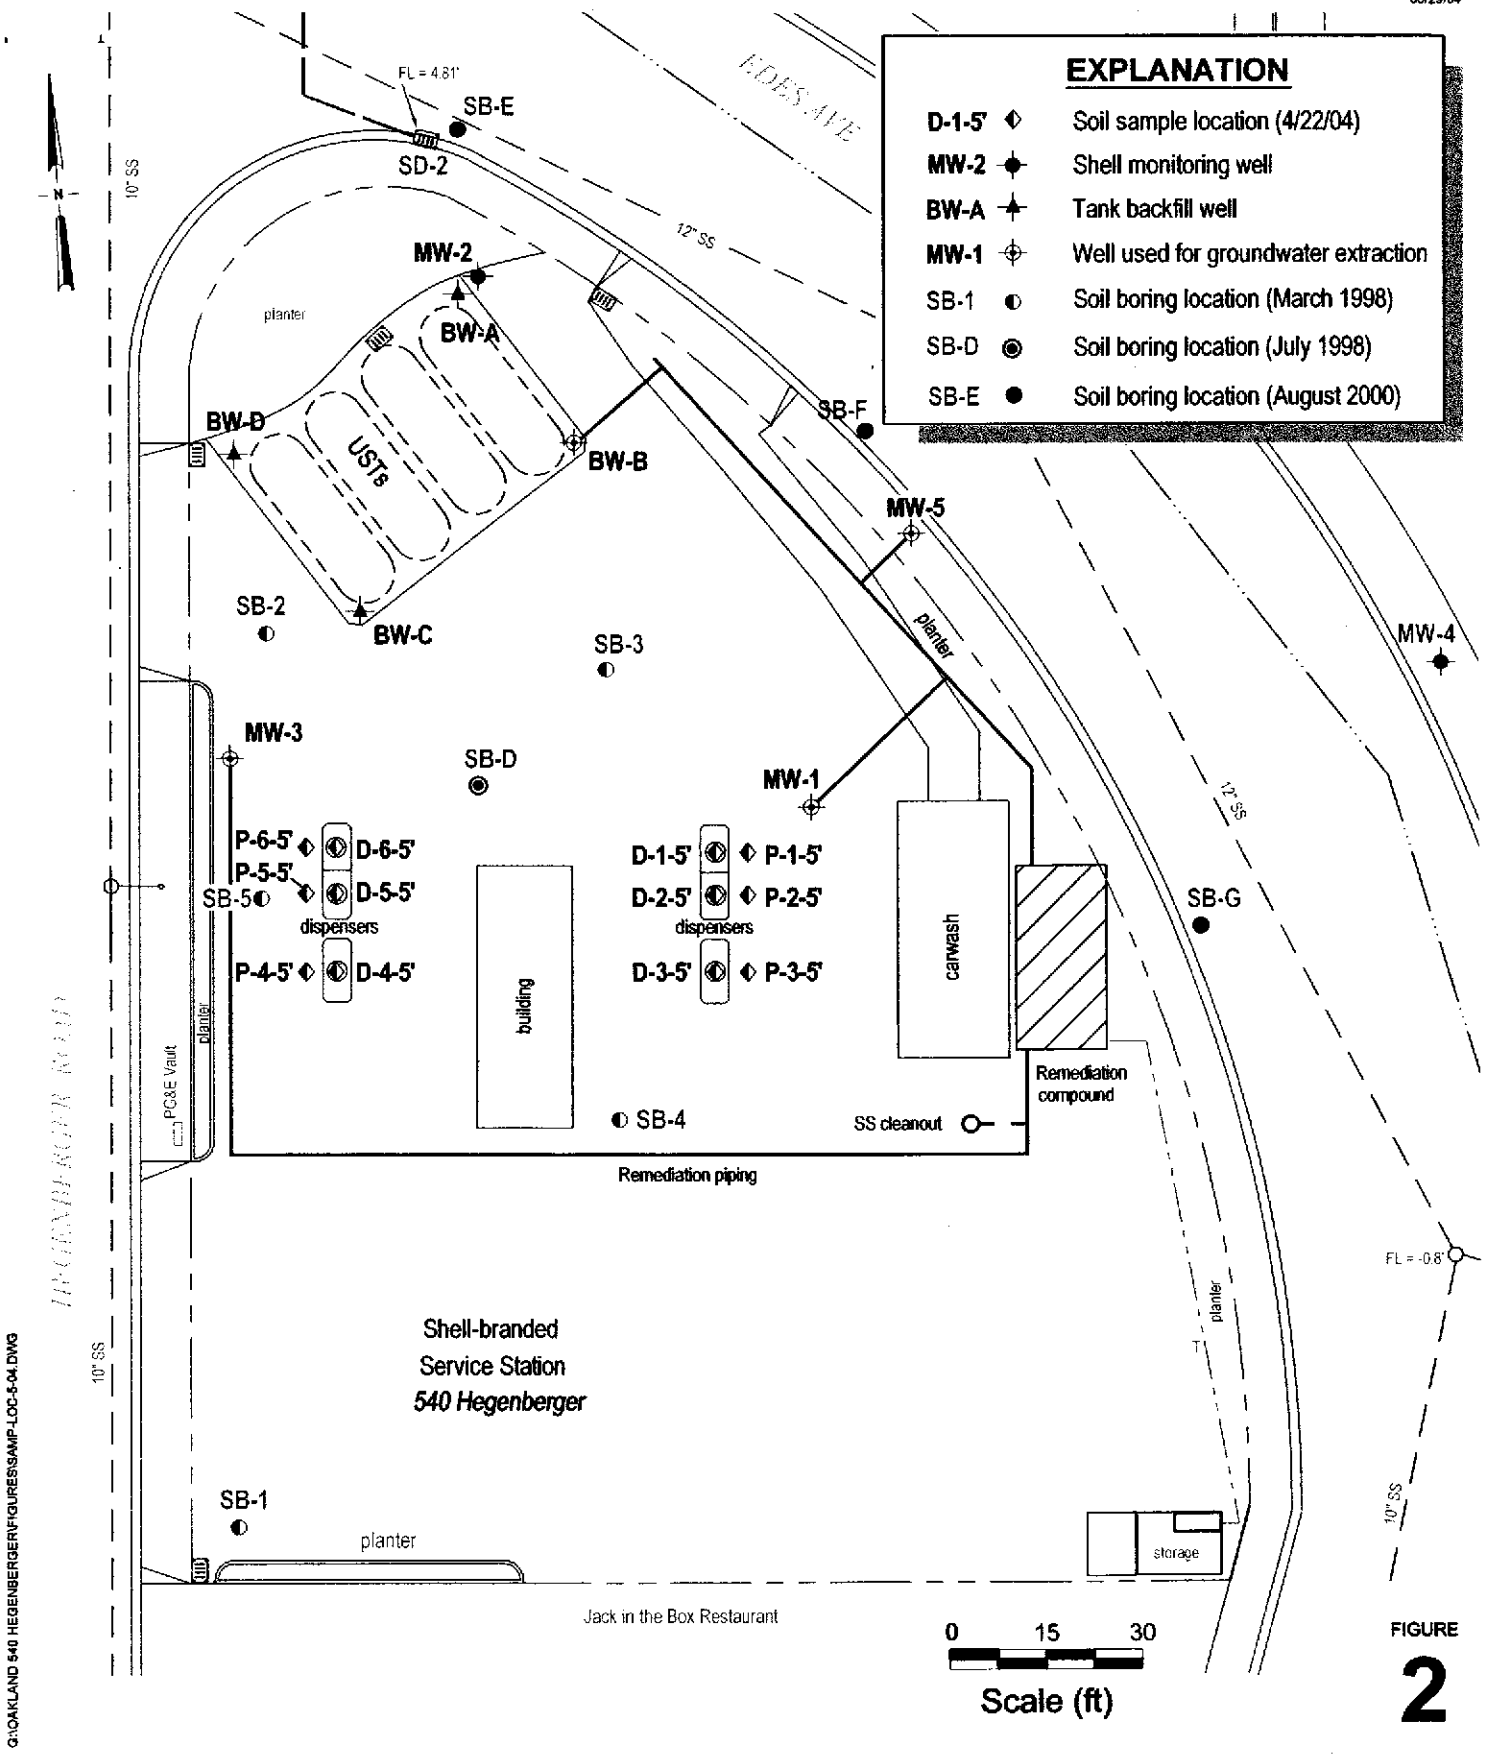 EXPLANATION
D-1-5' Soil sample location (4/22/04)
MW-2 Shell monitoring well
BW-A Tank backfill well
MW-1 Well used for groundwater extraction
SB-1 Soil boring location (March 1998)
SB-D Soil boring location (July 1998)
SB-E Soil boring location (August 2000)
EDES AVE
FL = 4.81'
SB-E
SD-2
10" SS
N
12" SS
MW-2
planter
BW-A
BW-D
USTs
BW-B
SB-F
MW-5
SB-2
BW-C
SB-3
planter
MW-4
MW-3
SB-D
MW-1
12" SS
P-6-5' D-6-5'
P-5-5'
SB-5 D-5-5'
dispensers
P-4-5' D-4-5'
D-1-5' P-1-5'
D-2-5' P-2-5'
dispensers
D-3-5' P-3-5'
building
carwash
SB-G
planter
PG&E Vault
HEGENBERGER ROAD
Remediation
compound
SB-4
SS cleanout
Remediation piping
FL = -0.8'
planter
T
Shell-branded
Service Station
540 Hegenberger
10" SS
10" SS
SB-1
planter
storage
Jack in the Box Restaurant
0 15 30
Scale (ft)
FIGURE
2
G:\OAKLAND 540 HEGENBERGER\FIGURES\SAMP-LOC-5-04.DWG